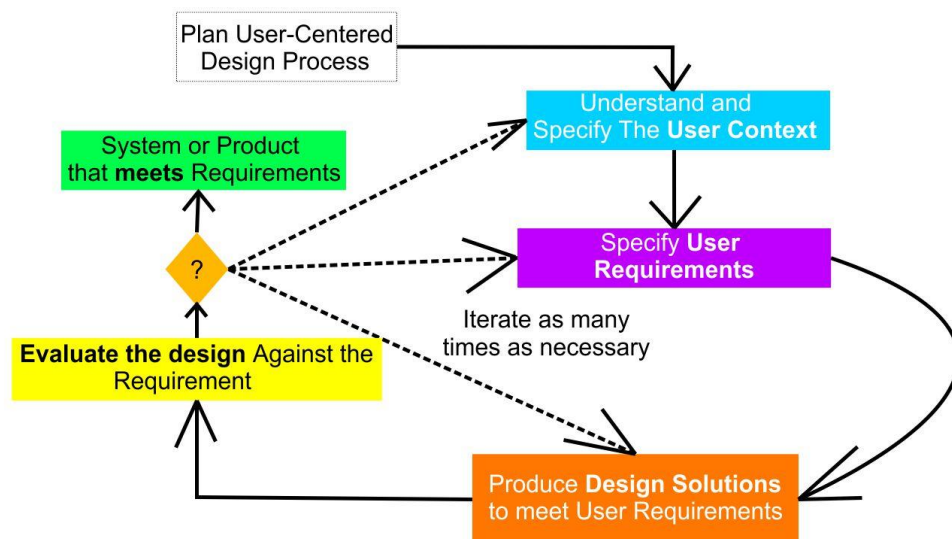 Plan User-Centered
Design Process
Understand and
Specify The User Context
System or Product
that meets Requirements
Specify User
Requirements
?
Iterate as many
times as necessary
Evaluate the design Against the
Requirement
Produce Design Solutions
to meet User Requirements